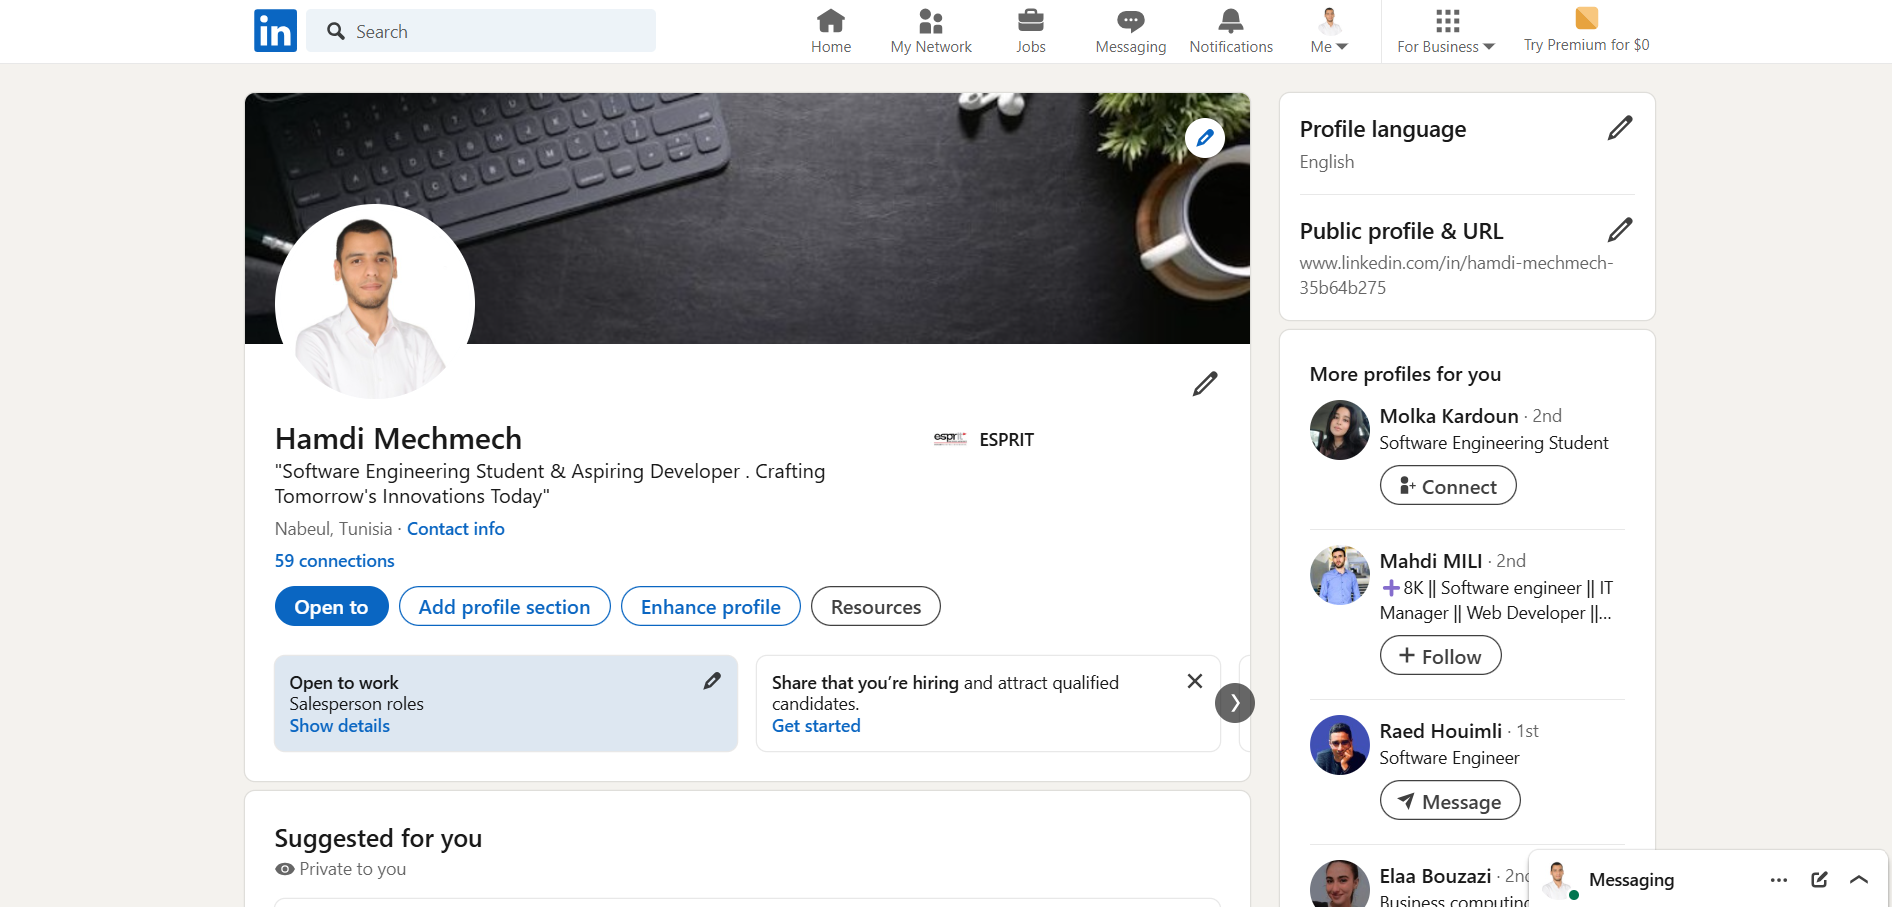 in
Search
Home
My Network
Jobs
Messaging
Notifications
Me
For Business
Try Premium for $0
Hamdi Mechmech
"Software Engineering Student & Aspiring Developer . Crafting
Tomorrow's Innovations Today"
Nabeul, Tunisia · Contact info
59 connections
esprit
ESPRIT
Open to
Add profile section
Enhance profile
Resources
Open to work
Salesperson roles
Show details
Share that you’re hiring and attract qualified
candidates.
Get started
Suggested for you
Private to you
Profile language
English
Public profile & URL
www.linkedin.com/in/hamdi-mechmech-
35b64b275
More profiles for you
Molka Kardoun · 2nd
Software Engineering Student
Connect
Mahdi MILI · 2nd
➕8K || Software engineer || IT
Manager || Web Developer ||...
Follow
Raed Houimli · 1st
Software Engineer
Message
Elaa Bouzazi
Business
Messaging